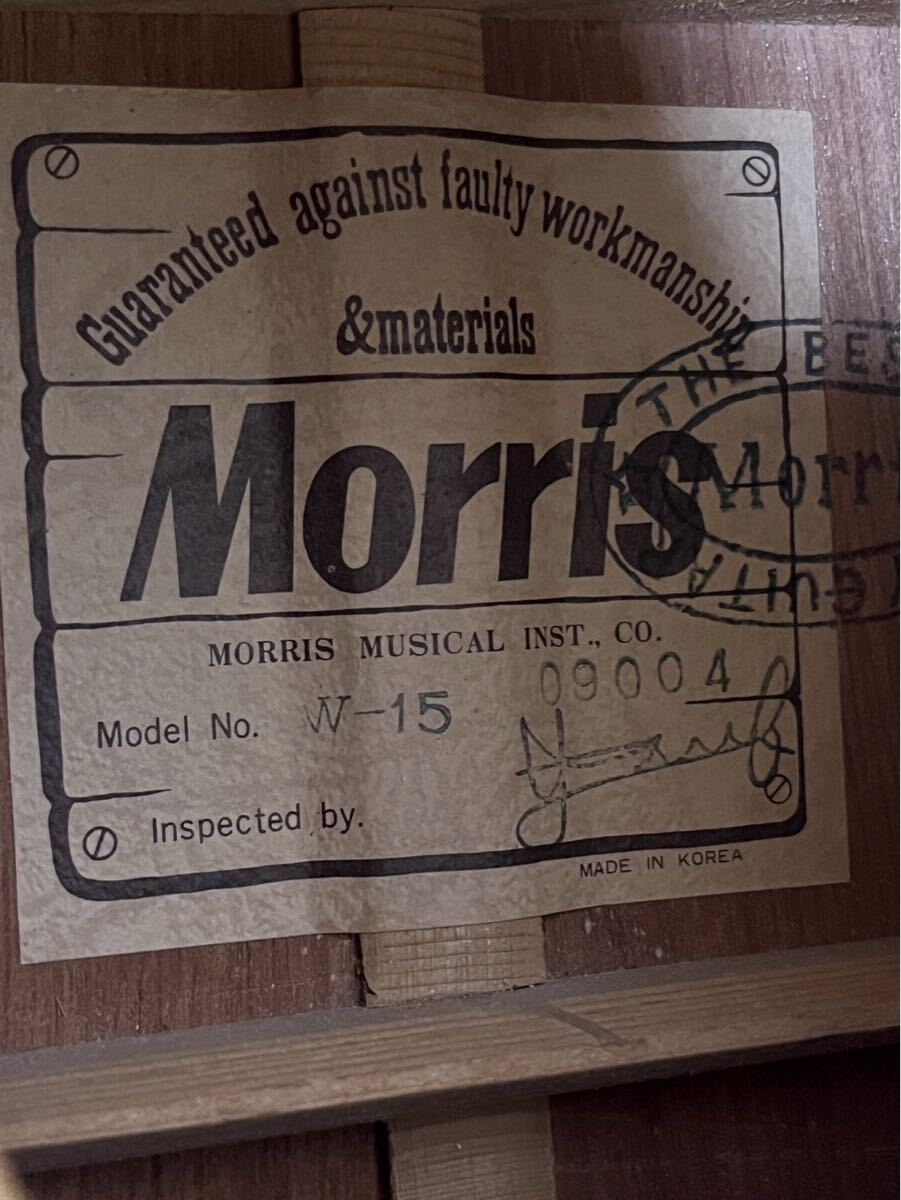 Guaranteed against faulty workmanship
&materials
Morris
THE BES
Morr
GUITA
MORRIS MUSICAL INST., CO.
09004
Model No. W-15
Inspected by.
MADE IN KOREA